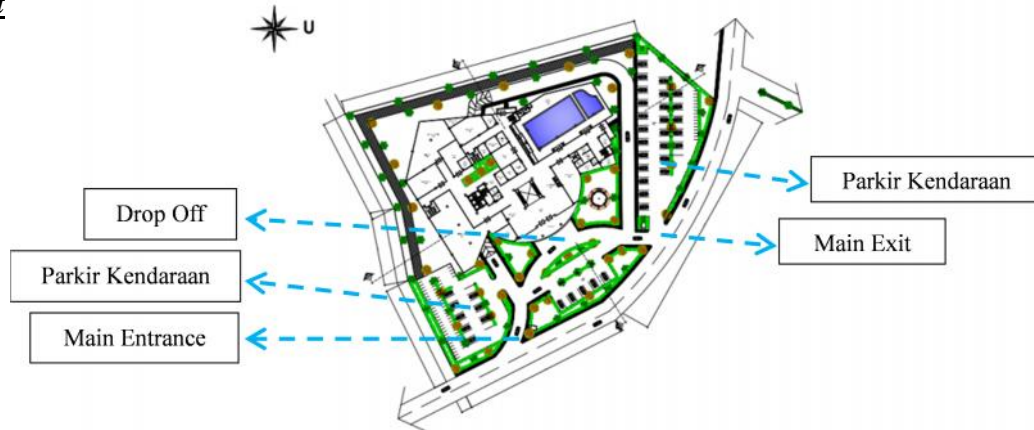 U
Drop Off
Parkir Kendaraan
Main Entrance
Parkir Kendaraan
Main Exit